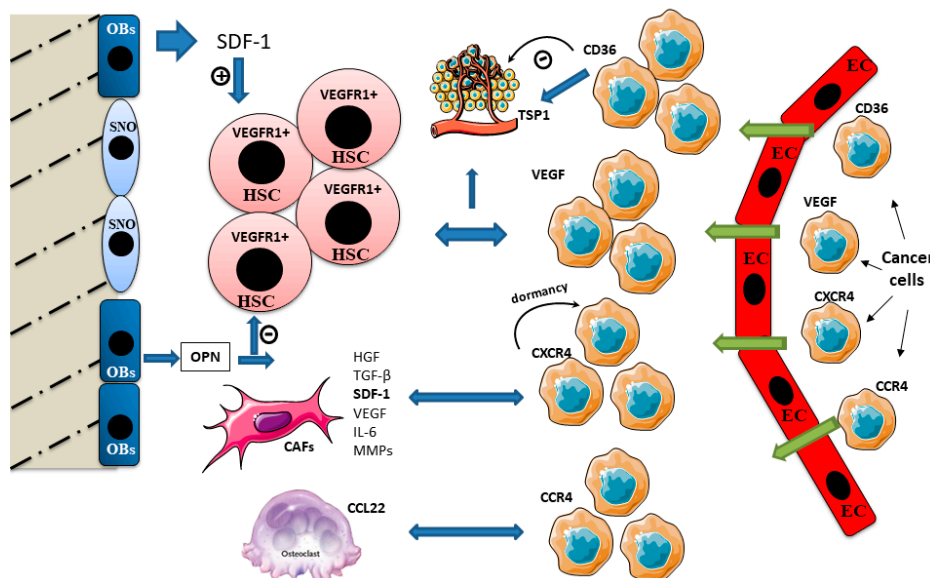 OBs
SDF-1
+
SNO
SNO
OBs
OBs
VEGFR1+
HSC
VEGFR1+
HSC
VEGFR1+
HSC
VEGFR1+
HSC
-
OPN
HGF
TGF-β
SDF-1
VEGF
IL-6
MMPs
CAFs
CCL22
Osteoclast
-
CD36
TSP1
VEGF
dormancy
CXCR4
CCR4
EC
EC
EC
EC
EC
CD36
VEGF
Cancer
cells
CXCR4
CCR4